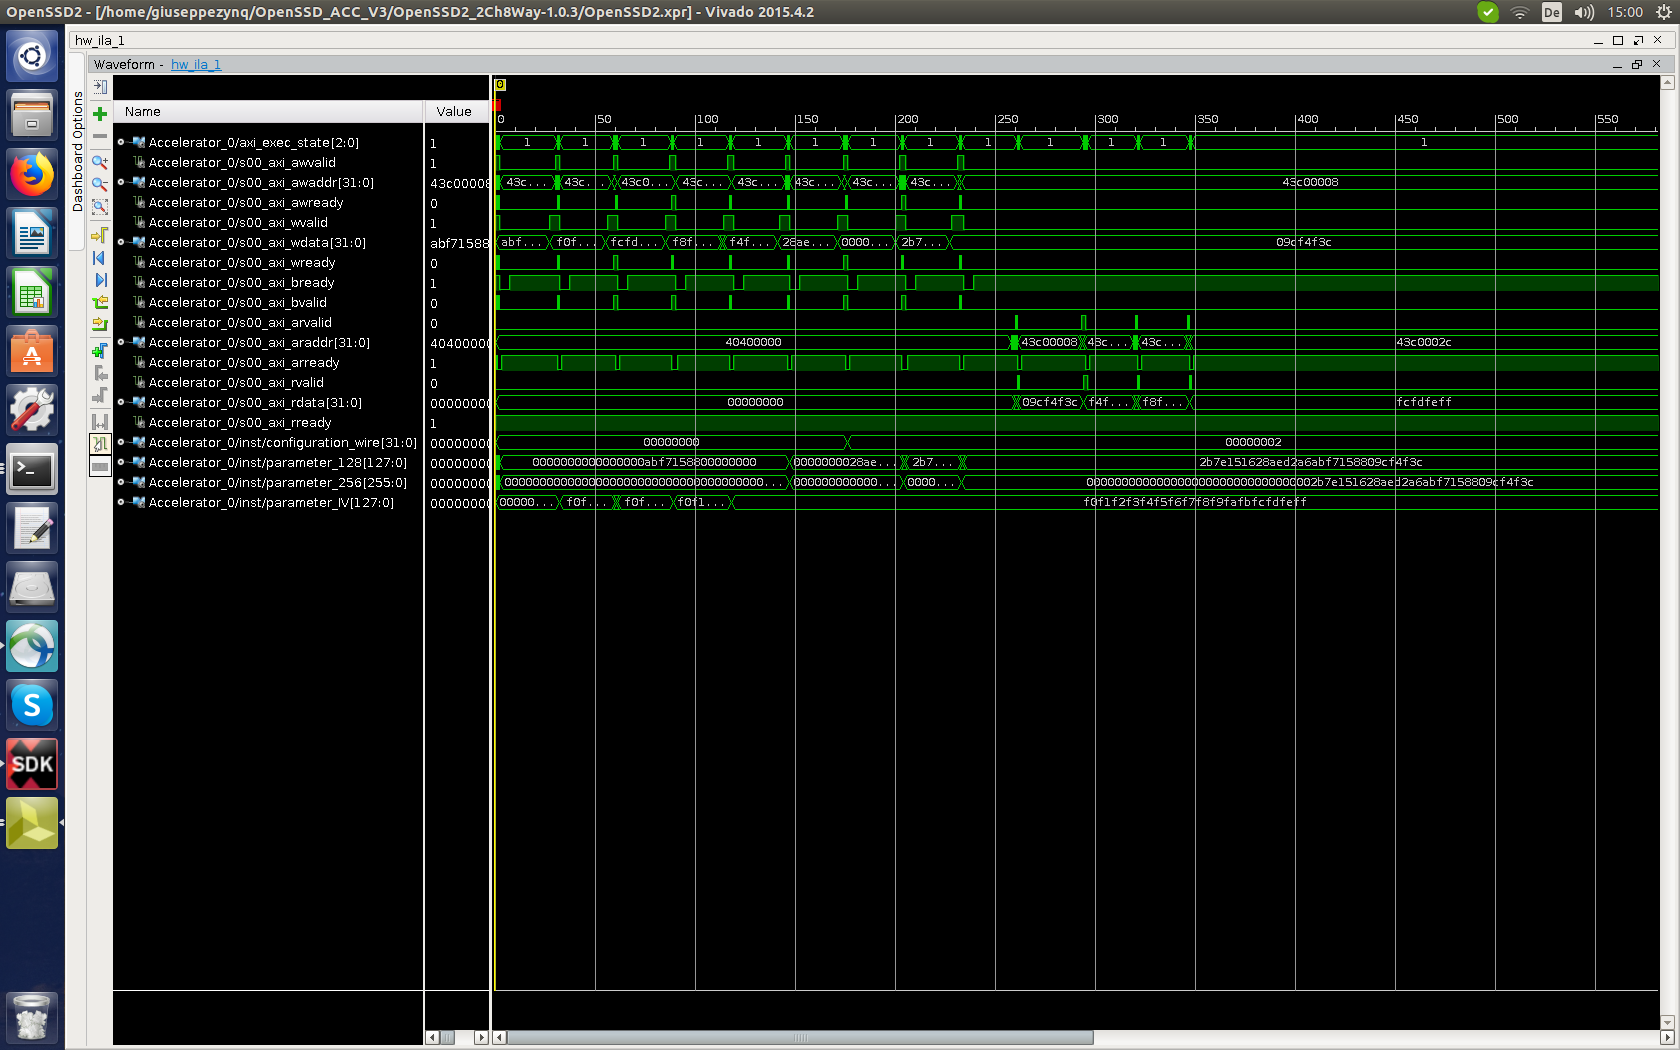 OpenSSD2 - [/home/giuseppezynq/OpenSSD_ACC_V3/OpenSSD2_2Ch8Way-1.0.3/OpenSSD2.xpr] - Vivado 2015.4.2 De 15:00
hw_ila_1
Waveform - hw_ila_1
Dashboard Options
0
Name Value 0 50 100 150 200 250 300 350 400 450 500 550
Accelerator_0/axi_exec_state[2:0] 1 1 1 1 1 1 1 1 1 1 1 1 1 1
Accelerator_0/s00_axi_awvalid 1
Accelerator_0/s00_axi_awaddr[31:0] 43c00008 43c... 43c... 43c0... 43c... 43c... 43c... 43c... 43c... 43c00008
Accelerator_0/s00_axi_awready 0
Accelerator_0/s00_axi_wvalid 1
Accelerator_0/s00_axi_wdata[31:0] abf71588 abf... f0f... fcfd... f8f... f4f... 28ae... 0000... 2b7... 09cf4f3c
Accelerator_0/s00_axi_wready 0
Accelerator_0/s00_axi_bready 1
Accelerator_0/s00_axi_bvalid 0
Accelerator_0/s00_axi_arvalid 0
Accelerator_0/s00_axi_araddr[31:0] 40400000 40400000 43c00008 43c... 43c... 43c0002c
Accelerator_0/s00_axi_arready 1
Accelerator_0/s00_axi_rvalid 0
Accelerator_0/s00_axi_rdata[31:0] 00000000 00000000 09cf4f3c f4f... f8f... fcfdfeff
Accelerator_0/s00_axi_rready 1
Accelerator_0/inst/configuration_wire[31:0] 00000000 00000000 00000002
Accelerator_0/inst/parameter_128[127:0] 00000000 0000000000000000abf7158800000000 0000000028ae... 2b7... 2b7e151628aed2a6abf7158809cf4f3c
Accelerator_0/inst/parameter_256[255:0] 00000000 0000... 000000000000... 0000...
Accelerator_0/inst/parameter_IV[127:0] 00000000 00000... f0f... f0f... f0f1... f0f1f2f3f4f5f6f7f8f9fafbfcfdfeff
SDK